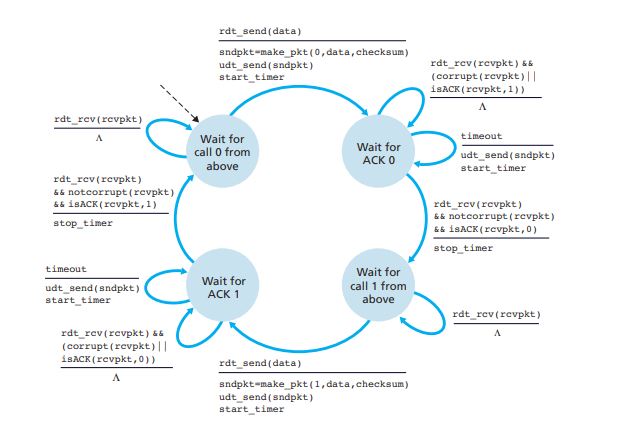 rdt_send(data)
sndpkt=make_pkt(0,data,checksum)
udt_send(sndpkt)
start_timer
rdt_rcv(rcvpkt) &&
(corrupt(rcvpkt)||
isACK(rcvpkt,1))
Λ
rdt_rcv(rcvpkt)
Λ
Wait for
call 0 from
above
Wait for
ACK 0
timeout
udt_send(sndpkt)
start_timer
rdt_rcv(rcvpkt)
&& notcorrupt(rcvpkt)
&& isACK(rcvpkt,1)
stop_timer
rdt_rcv(rcvpkt)
&& notcorrupt(rcvpkt)
&& isACK(rcvpkt,0)
stop_timer
timeout
udt_send(sndpkt)
start_timer
Wait for
ACK 1
Wait for
call 1 from
above
rdt_rcv(rcvpkt)
Λ
rdt_rcv(rcvpkt) &&
(corrupt(rcvpkt)||
isACK(rcvpkt,0))
Λ
rdt_send(data)
sndpkt=make_pkt(1,data,checksum)
udt_send(sndpkt)
start_timer